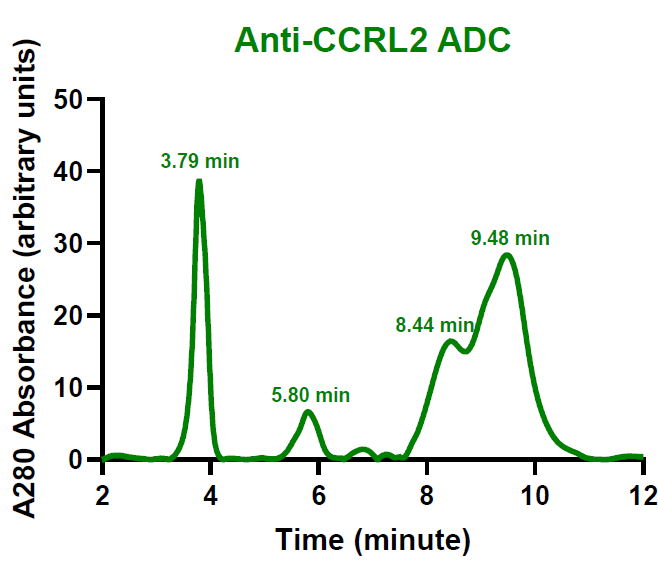 Anti-CCRL2 ADC
A280 Absorbance (arbitrary units)
50
40
30
20
10
0
3.79 min
5.80 min
8.44 min
9.48 min
2 4 6 8 10 12
Time (minute)